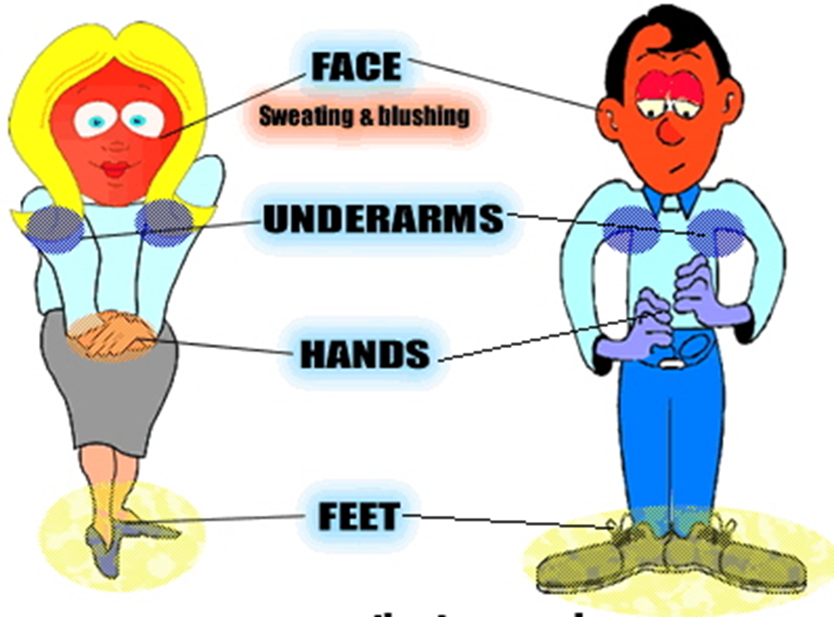 FACE
Sweating & blushing
UNDERARMS
HANDS
FEET